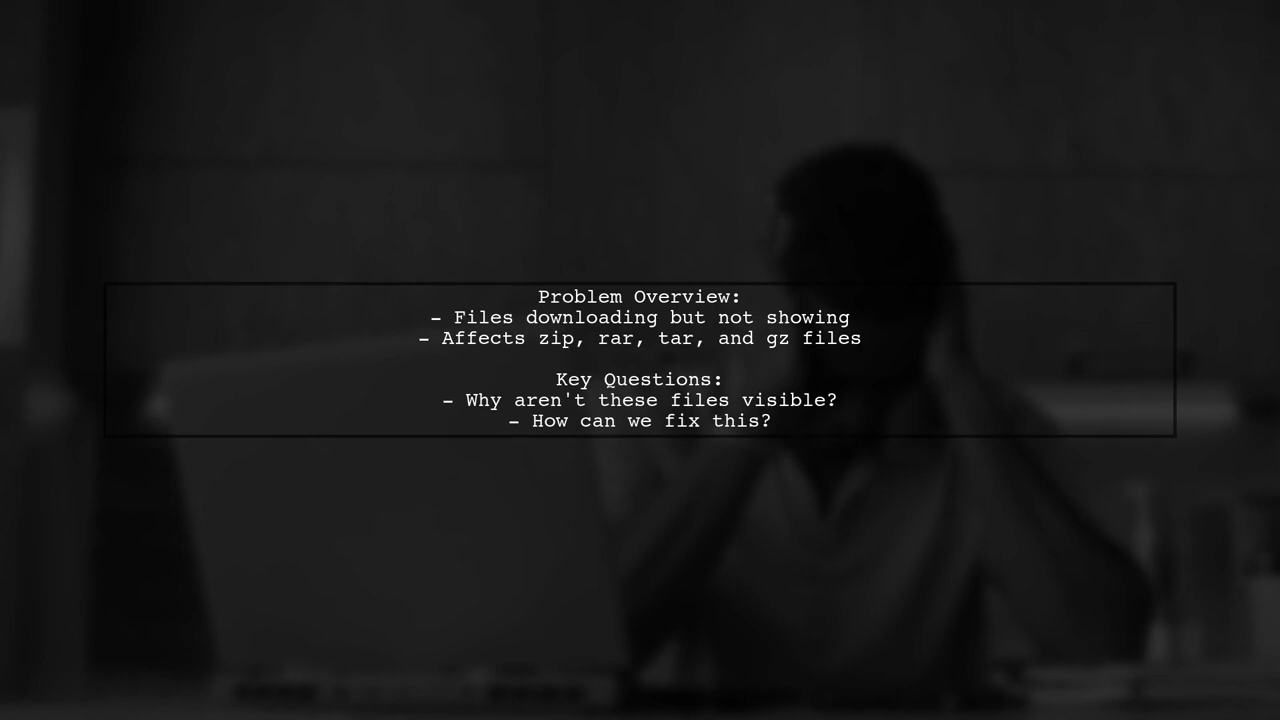 Problem Overview:
- Files downloading but not showing
- Affects zip, rar, tar, and gz files
Key Questions:
- Why aren't these files visible?
- How can we fix this?